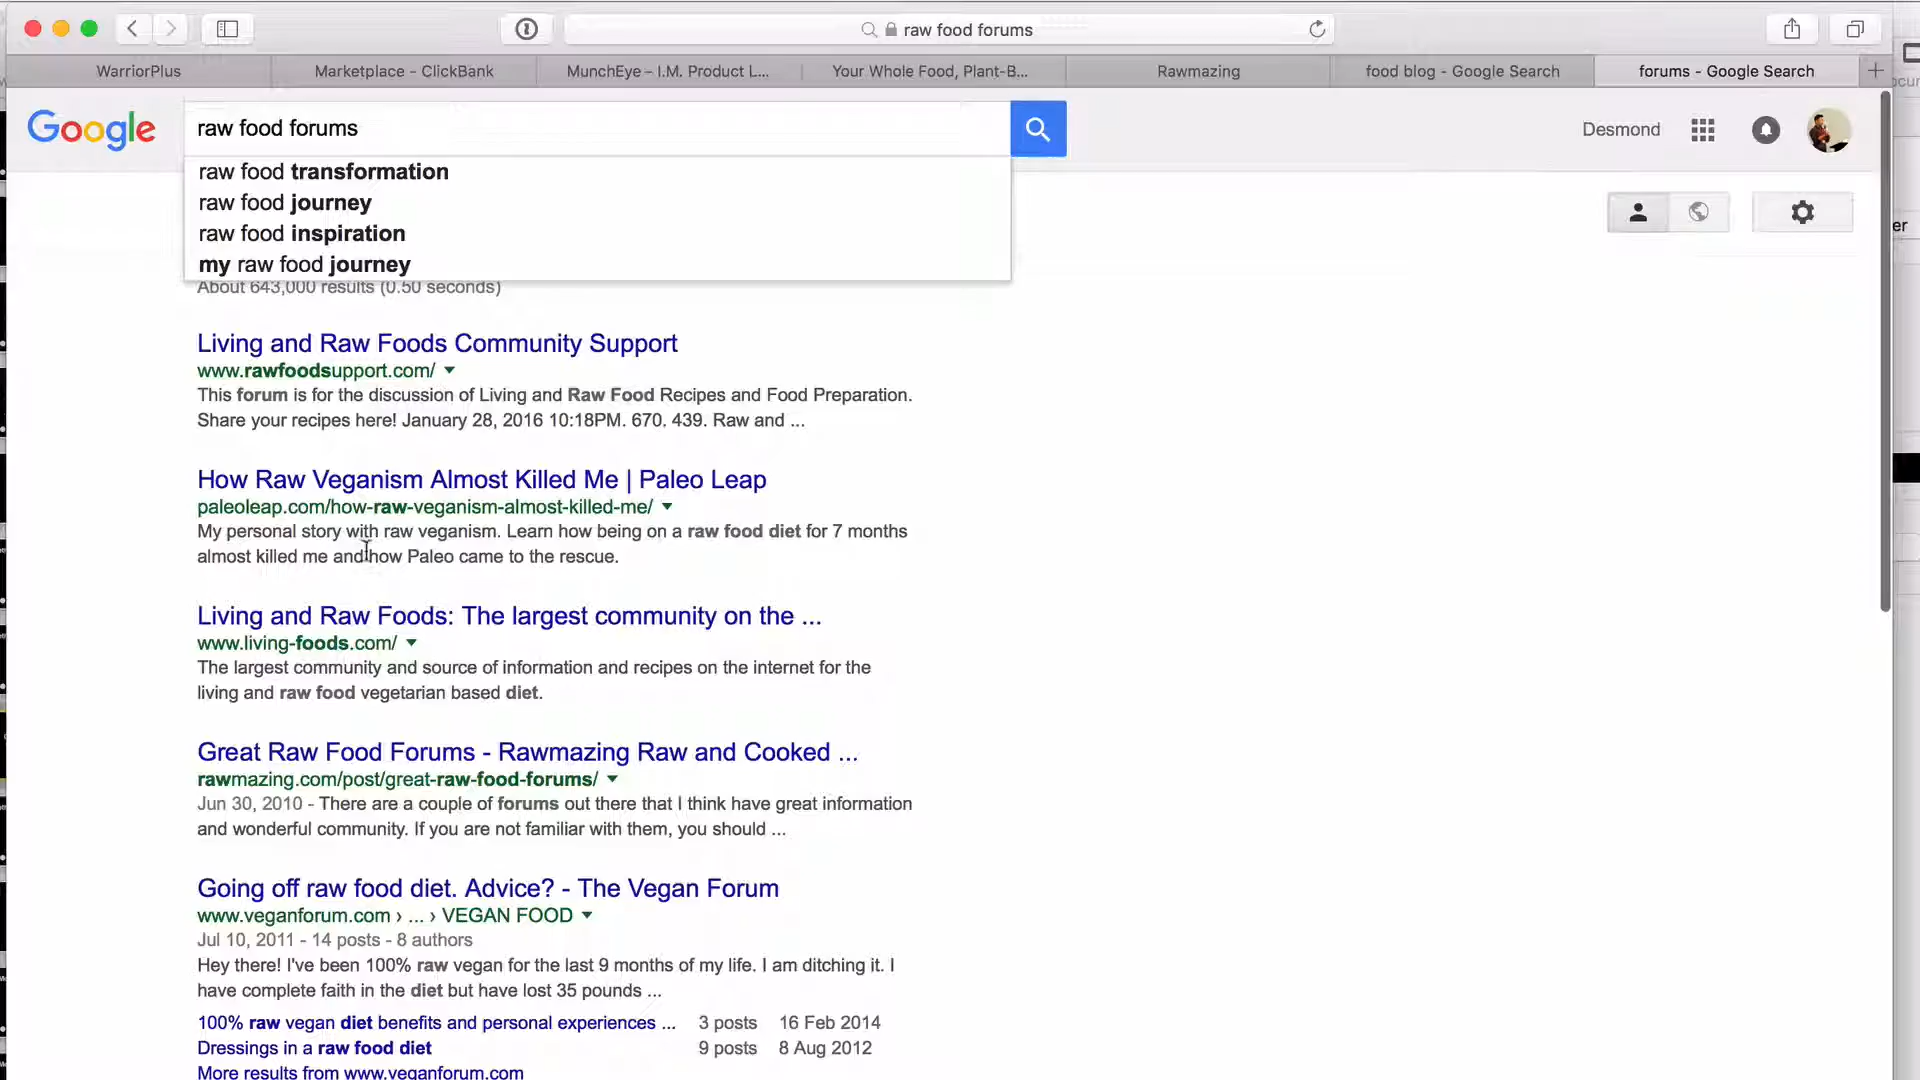 raw food forums
WarriorPlus
Marketplace - ClickBank
MunchEye – I.M. Product L...
Your Whole Food, Plant-B...
Rawmazing
food blog - Google Search
forums - Google Search
Google
raw food forums
Desmond
raw food transformation
raw food journey
raw food inspiration
my raw food journey
About 643,000 results (0.50 seconds)
Living and Raw Foods Community Support
www.rawfoodsupport.com/
This forum is for the discussion of Living and Raw Food Recipes and Food Preparation.
Share your recipes here! January 28, 2016 10:18PM. 670. 439. Raw and ...
How Raw Veganism Almost Killed Me | Paleo Leap
paleoleap.com/how-raw-veganism-almost-killed-me/
My personal story with raw veganism. Learn how being on a raw food diet for 7 months
almost killed me and how Paleo came to the rescue.
Living and Raw Foods: The largest community on the ...
www.living-foods.com/
The largest community and source of information and recipes on the internet for the
living and raw food vegetarian based diet.
Great Raw Food Forums - Rawmazing Raw and Cooked ...
rawmazing.com/post/great-raw-food-forums/
Jun 30, 2010 - There are a couple of forums out there that I think have great information
and wonderful community. If you are not familiar with them, you should ...
Going off raw food diet. Advice? - The Vegan Forum
www.veganforum.com › ... › VEGAN FOOD
Jul 10, 2011 - 14 posts - 8 authors
Hey there! I've been 100% raw vegan for the last 9 months of my life. I am ditching it. I
have complete faith in the diet but have lost 35 pounds ...
100% raw vegan diet benefits and personal experiences ... 3 posts 16 Feb 2014
Dressings in a raw food diet 9 posts 8 Aug 2012
More results from www.veganforum.com